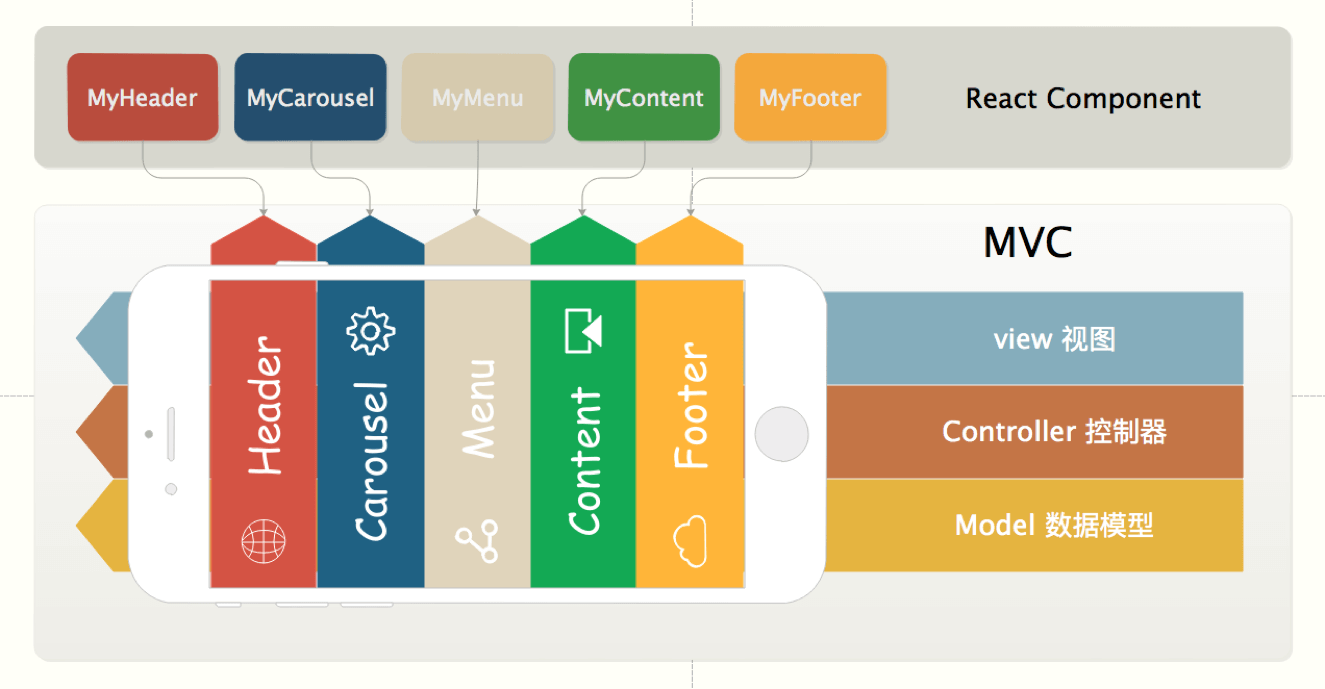 MyHeader
MyCarousel
MyMenu
MyContent
MyFooter
React Component
MVC
Header
Carousel
Menu
Content
Footer
view 视图
Controller 控制器
Model 数据模型